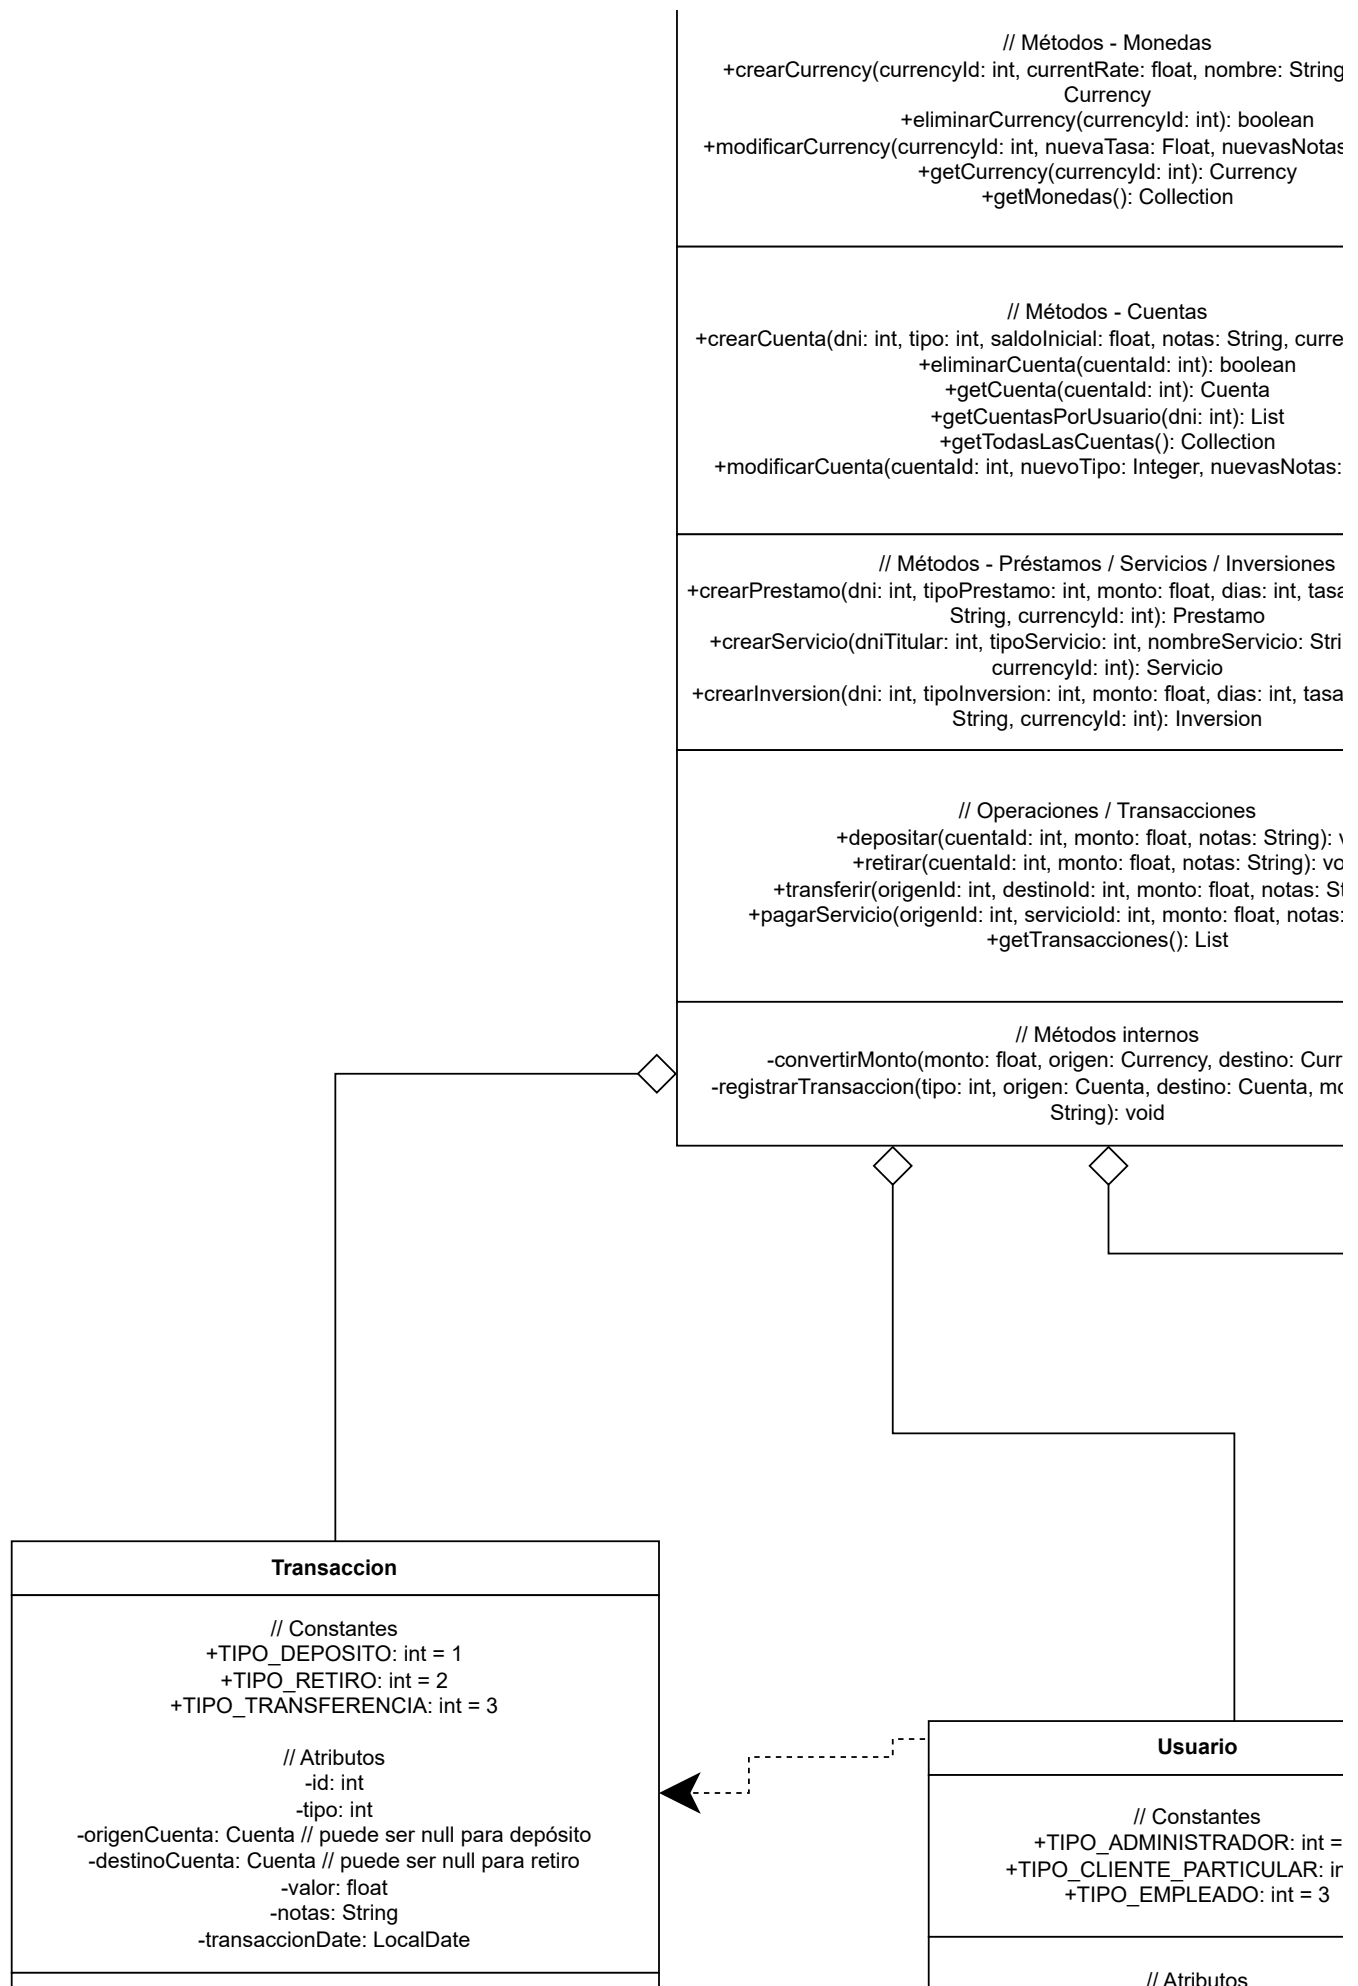 // Métodos - Monedas
+crearCurrency(currencyId: int, currentRate: float, nombre: String
Currency
+eliminarCurrency(currencyId: int): boolean
+modificarCurrency(currencyId: int, nuevaTasa: Float, nuevasNotas
+getCurrency(currencyId: int): Currency
+getMonedas(): Collection
// Métodos - Cuentas
+crearCuenta(dni: int, tipo: int, saldoInicial: float, notas: String, curre
+eliminarCuenta(cuentaId: int): boolean
+getCuenta(cuentaId: int): Cuenta
+getCuentasPorUsuario(dni: int): List
+getTodasLasCuentas(): Collection
+modificarCuenta(cuentaId: int, nuevoTipo: Integer, nuevasNotas:
// Métodos - Préstamos / Servicios / Inversiones
+crearPrestamo(dni: int, tipoPrestamo: int, monto: float, dias: int, tasa
String, currencyId: int): Prestamo
+crearServicio(dniTitular: int, tipoServicio: int, nombreServicio: Stri
currencyId: int): Servicio
+crearInversion(dni: int, tipoInversion: int, monto: float, dias: int, tasa
String, currencyId: int): Inversion
// Operaciones / Transacciones
+depositar(cuentaId: int, monto: float, notas: String): v
+retirar(cuentaId: int, monto: float, notas: String): vo
+transferir(origenId: int, destinoId: int, monto: float, notas: St
+pagarServicio(origenId: int, servicioId: int, monto: float, notas:
+getTransacciones(): List
// Métodos internos
-convertirMonto(monto: float, origen: Currency, destino: Curr
-registrarTransaccion(tipo: int, origen: Cuenta, destino: Cuenta, mo
String): void
Transaccion
// Constantes
+TIPO_DEPOSITO: int = 1
+TIPO_RETIRO: int = 2
+TIPO_TRANSFERENCIA: int = 3
// Atributos
-id: int
-tipo: int
-origenCuenta: Cuenta // puede ser null para depósito
-destinoCuenta: Cuenta // puede ser null para retiro
-valor: float
-notas: String
-transaccionDate: LocalDate
Usuario
// Constantes
+TIPO_ADMINISTRADOR: int =
+TIPO_CLIENTE_PARTICULAR: in
+TIPO_EMPLEADO: int = 3
// Atributos